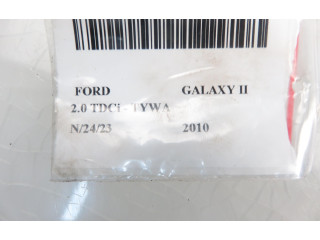 FORD GALAXY II
2.0 TDCi TYWA
N/24/23 2010